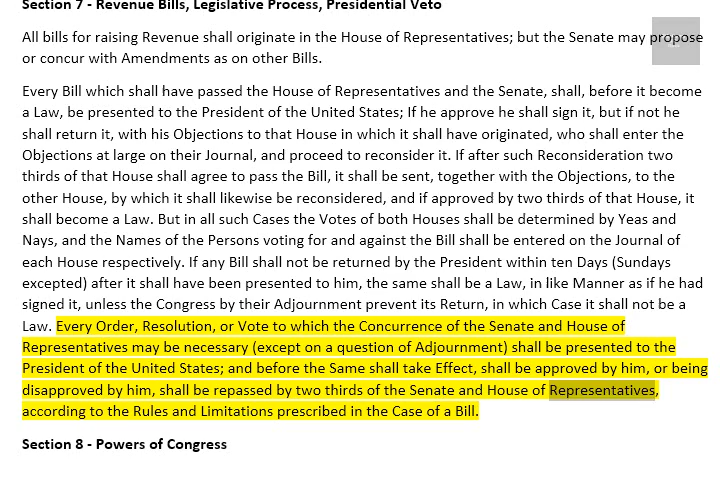 Section 7 - Revenue Bills, Legislative Process, Presidential Veto
All bills for raising Revenue shall originate in the House of Representatives; but the Senate may propose
or concur with Amendments as on other Bills.
Every Bill which shall have passed the House of Representatives and the Senate, shall, before it become
a Law, be presented to the President of the United States; If he approve he shall sign it, but if not he
shall return it, with his Objections to that House in which it shall have originated, who shall enter the
Objections at large on their Journal, and proceed to reconsider it. If after such Reconsideration two
thirds of that House shall agree to pass the Bill, it shall be sent, together with the Objections, to the
other House, by which it shall likewise be reconsidered, and if approved by two thirds of that House, it
shall become a Law. But in all such Cases the Votes of both Houses shall be determined by Yeas and
Nays, and the Names of the Persons voting for and against the Bill shall be entered on the Journal of
each House respectively. If any Bill shall not be returned by the President within ten Days (Sundays
excepted) after it shall have been presented to him, the same shall be a Law, in like Manner as if he had
signed it, unless the Congress by their Adjournment prevent its Return, in which Case it shall not be a
Law. Every Order, Resolution, or Vote to which the Concurrence of the Senate and House of
Representatives may be necessary (except on a question of Adjournment) shall be presented to the
President of the United States; and before the Same shall take Effect, shall be approved by him, or being
disapproved by him, shall be repassed by two thirds of the Senate and House of Representatives,
according to the Rules and Limitations prescribed in the Case of a Bill.
Section 8 - Powers of Congress